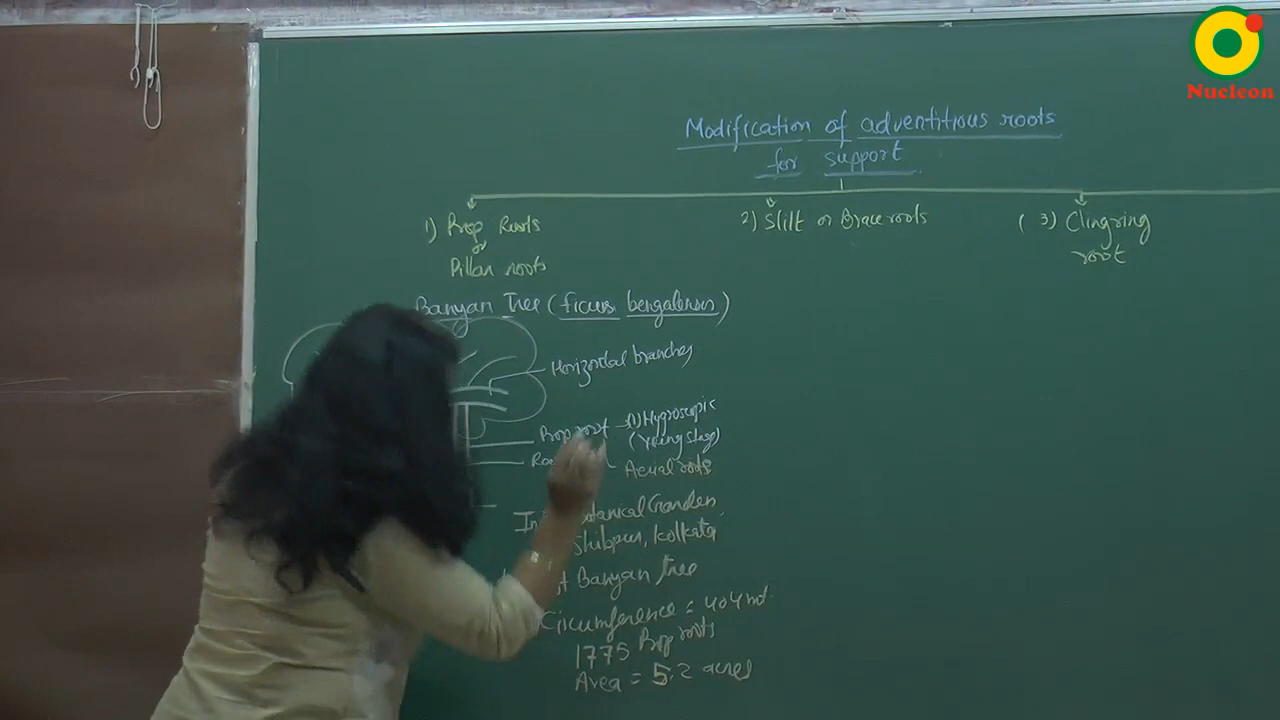 Nucleon
Modification of adventitious roots
for support
1) Prop Roots
or
Pillar roots
2) Stilt or Brace roots
(3) Clingring
root
Banyan Tree (ficus bengalensis)
Horizontal branches
Prop root (1) Hygroscopic
(Young stage)
Aerial roots
Botanical Garden
Shibpur, Kolkata
Banyan tree
Circumference = 404 mt.
1775 Prop roots
Area = 5.2 acres